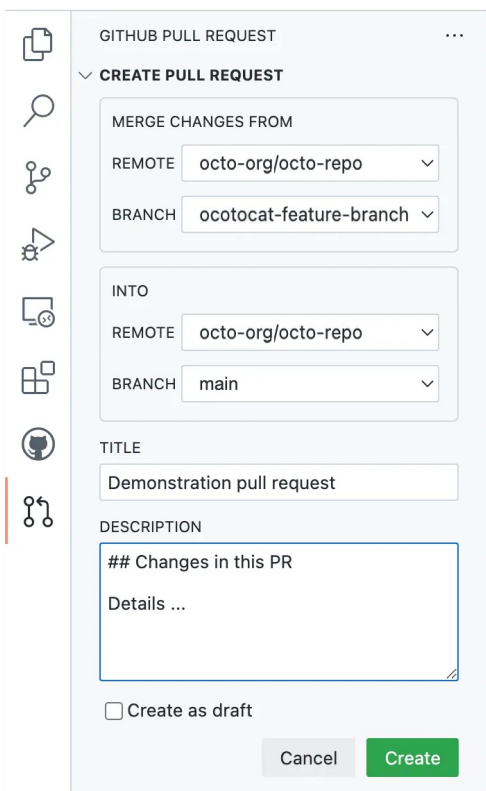 GITHUB PULL REQUEST
CREATE PULL REQUEST
MERGE CHANGES FROM
REMOTE octo-org/octo-repo
BRANCH ocotocat-feature-branch
INTO
REMOTE octo-org/octo-repo
BRANCH main
TITLE
Demonstration pull request
DESCRIPTION
## Changes in this PR
Details ...
Create as draft
Cancel Create